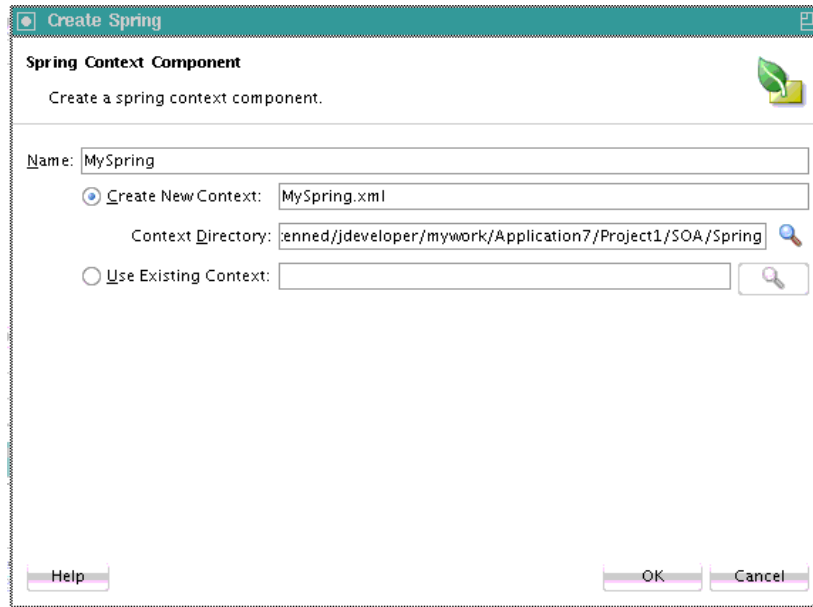 Create Spring
Spring Context Component
Create a spring context component.
Name: MySpring
Create New Context: MySpring.xml
Context Directory: :enned/jdeveloper/mywork/Application7/Project1/SOA/Spring
Use Existing Context:
Help OK Cancel